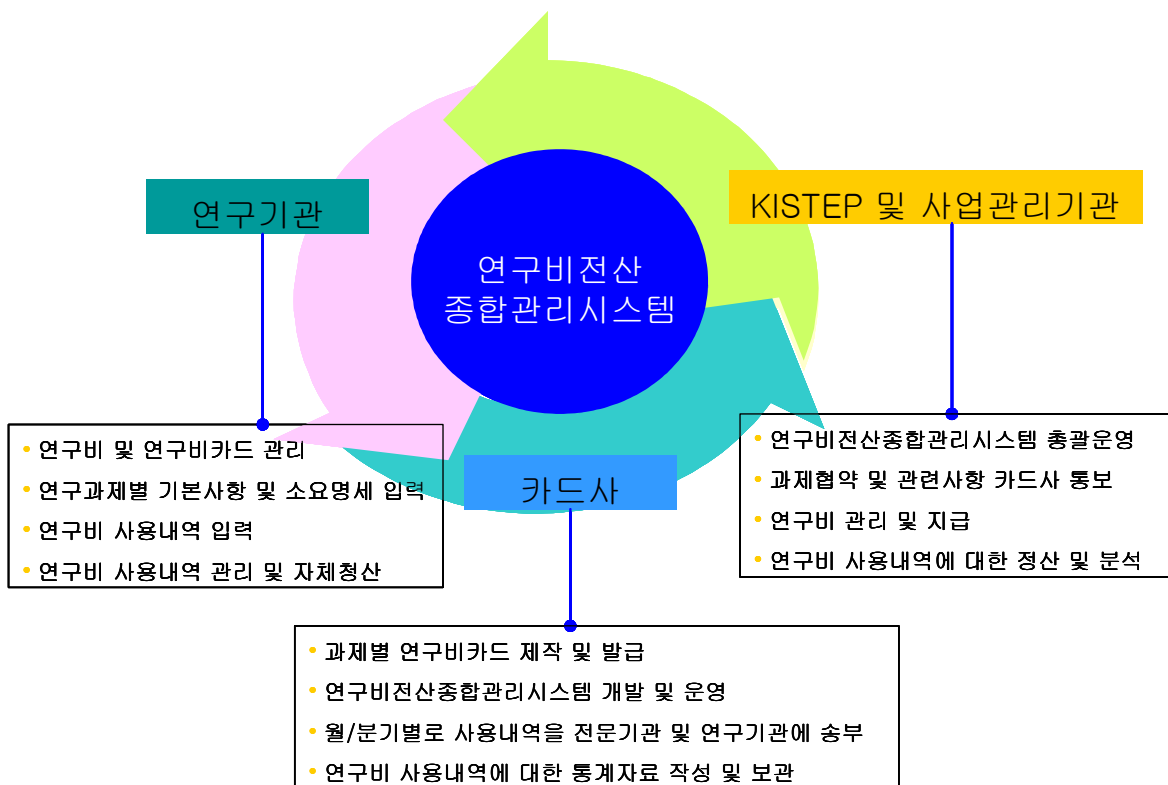 연구기관
KISTEP 및 사업관리기관
연구비전산
종합관리시스템
카드사
• 연구비 및 연구비카드 관리
• 연구과제별 기본사항 및 소요명세 입력
• 연구비 사용내역 입력
• 연구비 사용내역 관리 및 자체청산
• 연구비전산종합관리시스템 총괄운영
• 과제협약 및 관련사항 카드사 통보
• 연구비 관리 및 지급
• 연구비 사용내역에 대한 정산 및 분석
• 과제별 연구비카드 제작 및 발급
• 연구비전산종합관리시스템 개발 및 운영
• 월/분기별로 사용내역을 전문기관 및 연구기관에 송부
• 연구비 사용내역에 대한 통계자료 작성 및 보관